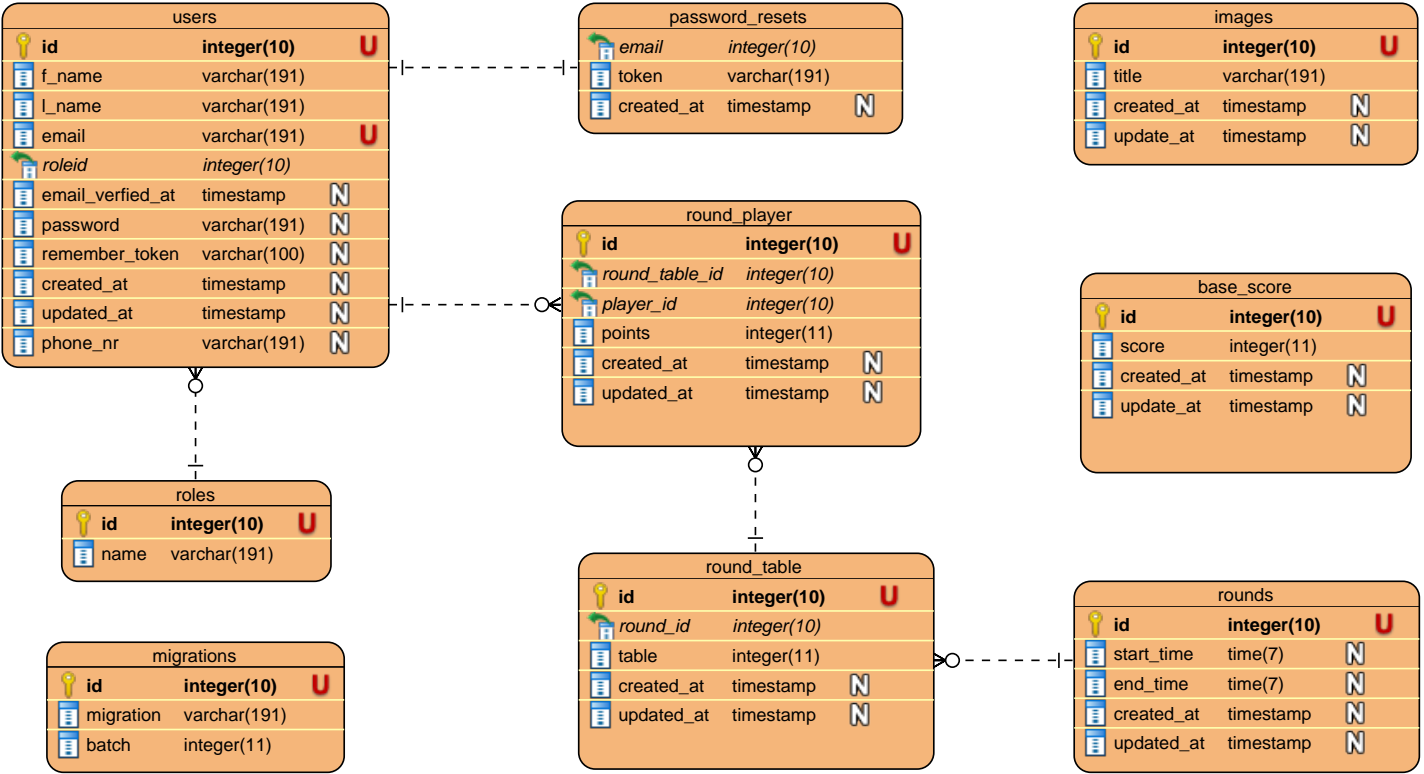 users
id integer(10) U
f_name varchar(191)
l_name varchar(191)
email varchar(191) U
roleid integer(10)
email_verfied_at timestamp N
password varchar(191) N
remember_token varchar(100) N
created_at timestamp N
updated_at timestamp N
phone_nr varchar(191) N
password_resets
email integer(10)
token varchar(191)
created_at timestamp N
images
id integer(10) U
title varchar(191)
created_at timestamp N
update_at timestamp N
round_player
id integer(10) U
round_table_id integer(10)
player_id integer(10)
points integer(11)
created_at timestamp N
updated_at timestamp N
base_score
id integer(10) U
score integer(11)
created_at timestamp N
update_at timestamp N
roles
id integer(10) U
name varchar(191)
round_table
id integer(10) U
round_id integer(10)
table integer(11)
created_at timestamp N
updated_at timestamp N
rounds
id integer(10) U
start_time time(7) N
end_time time(7) N
created_at timestamp N
updated_at timestamp N
migrations
id integer(10) U
migration varchar(191)
batch integer(11)